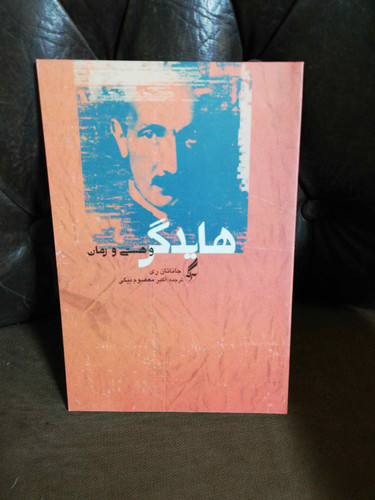 هایدگر
و هستی و زمان
جاناتان ری
ترجمه اکبر معصوم بیگی